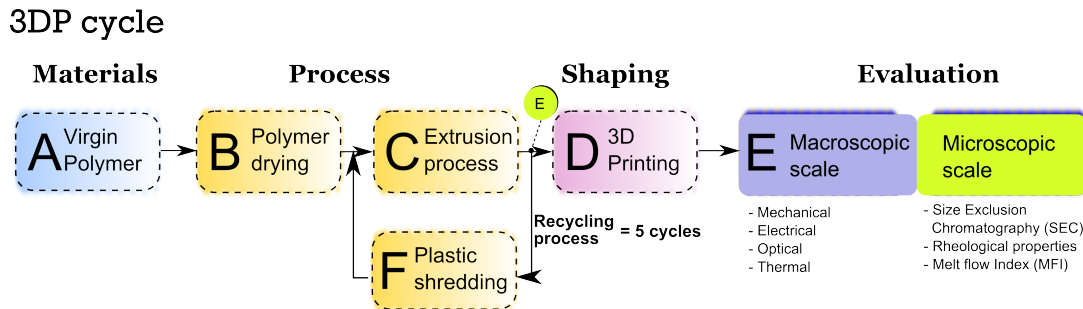 3DP cycle
Materials
Process
Shaping
Evaluation
A Virgin
Polymer
B Polymer
drying
C Extrusion
process
E
D 3D
Printing
E Macroscopic
scale
Microscopic
scale
F Plastic
shredding
Recycling
process = 5 cycles
- Mechanical
- Electrical
- Optical
- Thermal
- Size Exclusion
Chromatography (SEC)
- Rheological properties
- Melt flow Index (MFI)